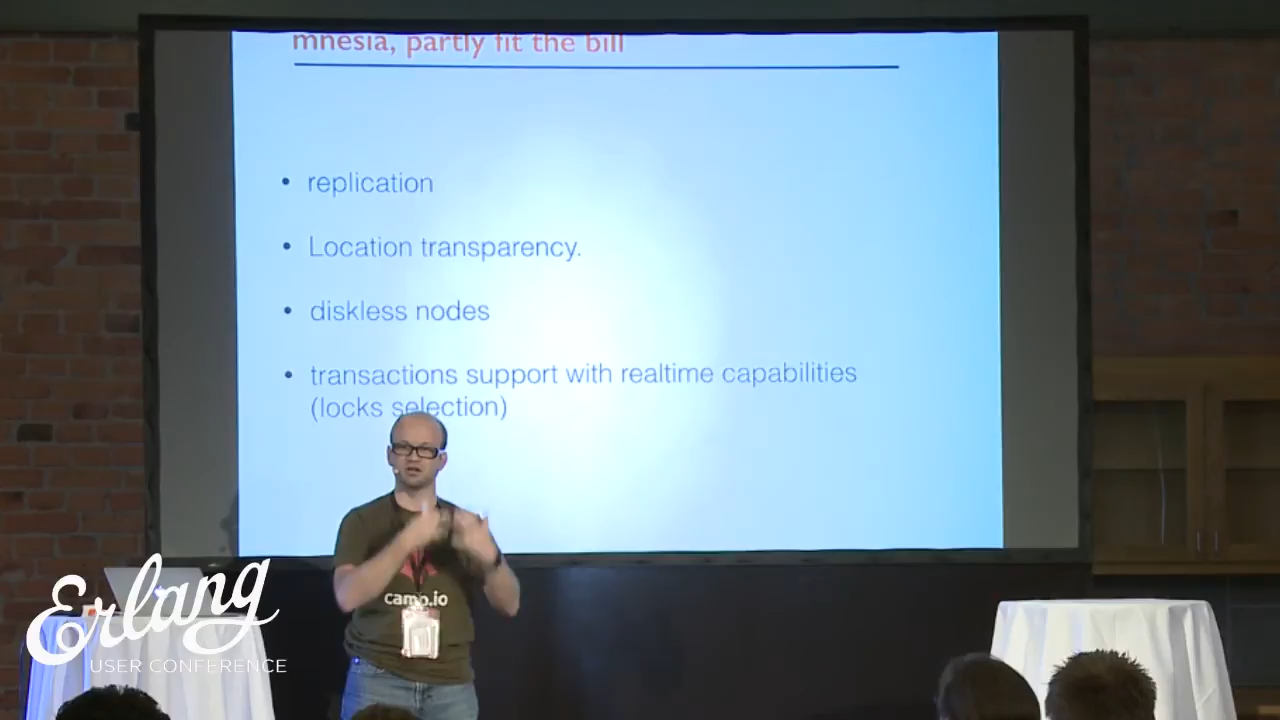 mnesia, partly fit the bill
• replication
• Location transparency.
• diskless nodes
• transactions support with realtime capabilities
(locks selection)
camp.io
Erlang
USER CONFERENCE